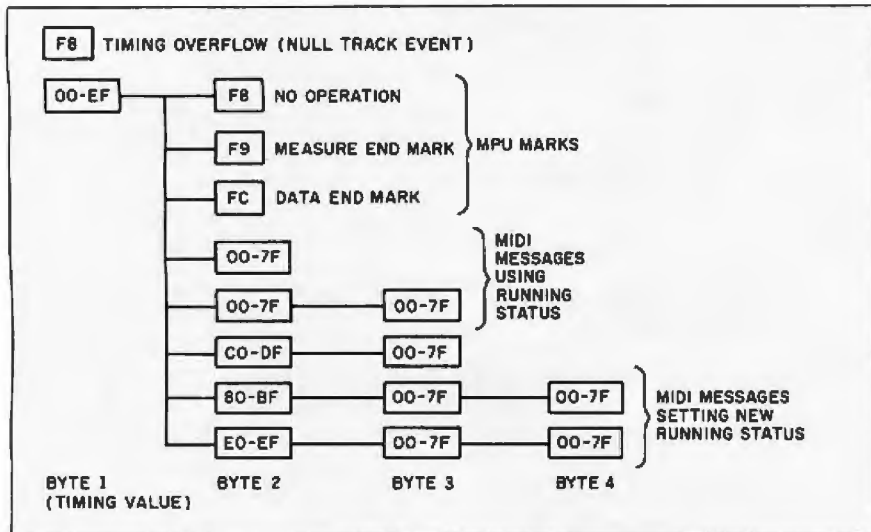 F8 TIMING OVERFLOW (NULL TRACK EVENT)
00-EF F8 NO OPERATION
F9 MEASURE END MARK
FC DATA END MARK
MPU MARKS
00-7F
00-7F 00-7F
MIDI
MESSAGES
USING
RUNNING
STATUS
C0-DF 00-7F
80-BF 00-7F 00-7F
E0-EF 00-7F 00-7F
MIDI MESSAGES
SETTING NEW
RUNNING STATUS
BYTE 1 BYTE 2 BYTE 3 BYTE 4
(TIMING VALUE)